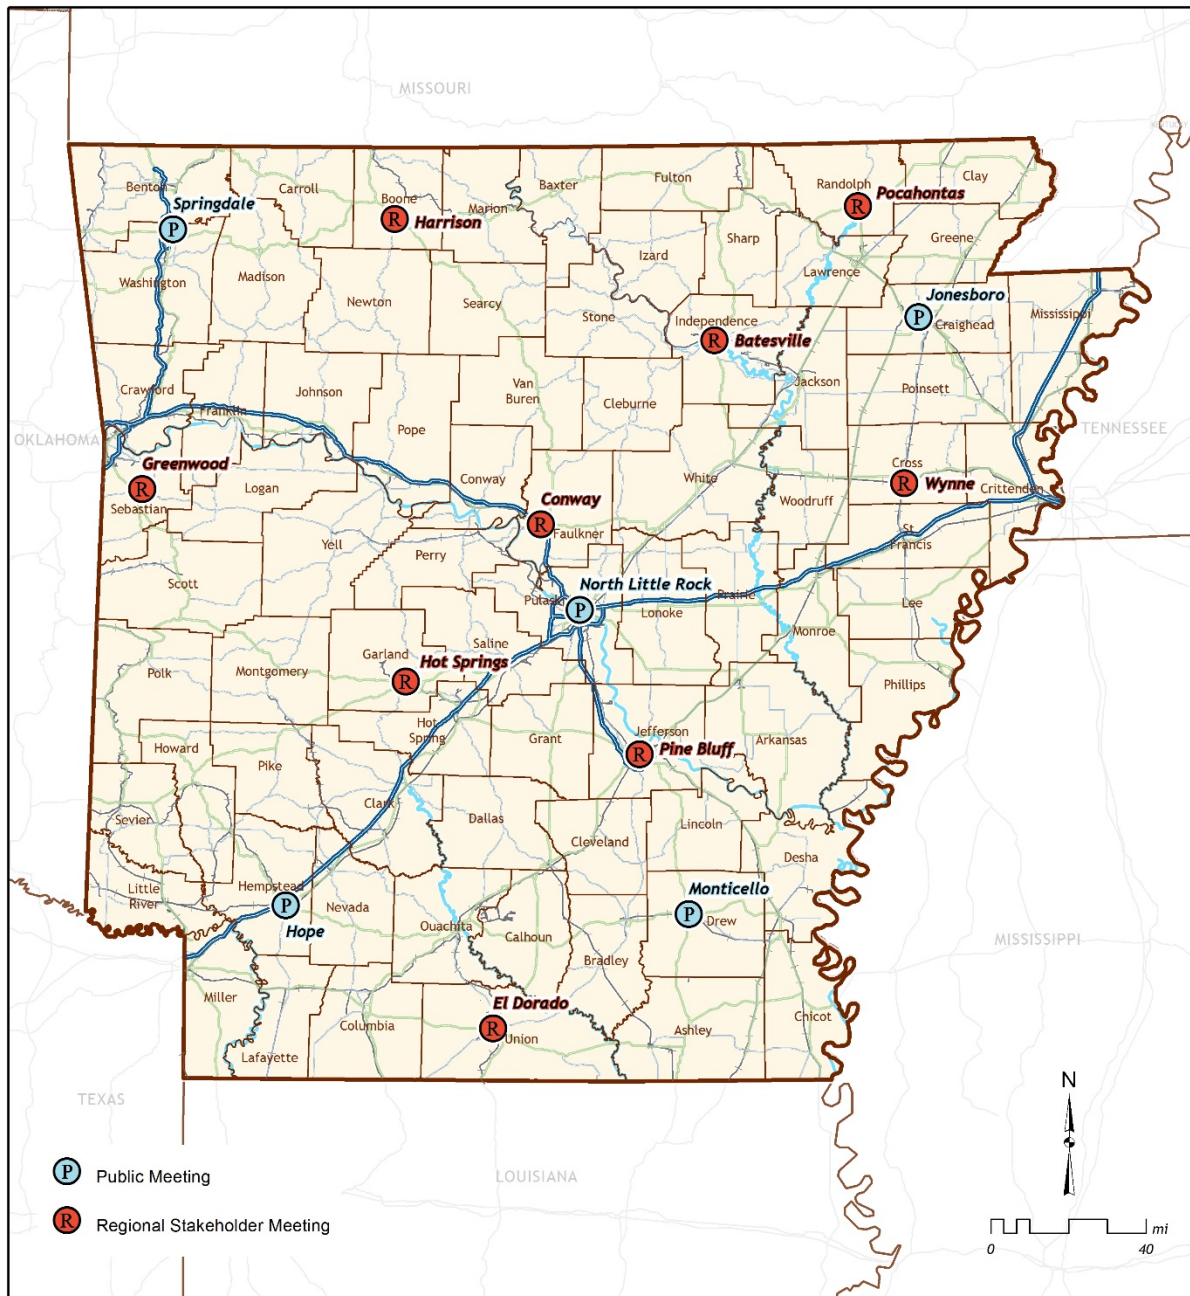 MISSOURI
KENTUCKY
Benton
Springdale
P
Carroll
Boone
R
Harrison
Marion
Baxter
Fulton
Randolph
R
Pocahontas
Clay
Greene
Sharp
Izard
Lawrence
Washington
Madison
Newton
Searcy
Stone
Independence
R
Batesville
Jonesboro
P
Craighead
Mississippi
Jackson
Poinsett
Crawford
Franklin
Johnson
Van
Buren
Cleburne
Pope
OKLAHOMA
TENNESSEE
Greenwood
R
Sebastian
Logan
Conway
White
Woodruff
Cross
R
Wynne
Crittenden
Conway
R
Faulkner
St
Francis
Yell
Perry
Scott
North Little Rock
P
Pulaski
Lonoke
Prairie
Lee
Monroe
Garland
Saline
Hot Springs
R
Polk
Montgomery
Phillips
Hot
Spring
Grant
Jefferson
R
Pine Bluff
Arkansas
Howard
Pike
Clark
Dallas
Cleveland
Lincoln
Desha
Sevier
Little
River
Hempstead
P
Hope
Nevada
Ouachita
Calhoun
Monticello
P
Drew
Bradley
MISSISSIPPI
Miller
Lafayette
Columbia
El Dorado
R
Union
Ashley
Chicot
TEXAS
LOUISIANA
N
P Public Meeting
R Regional Stakeholder Meeting
mi
0 40